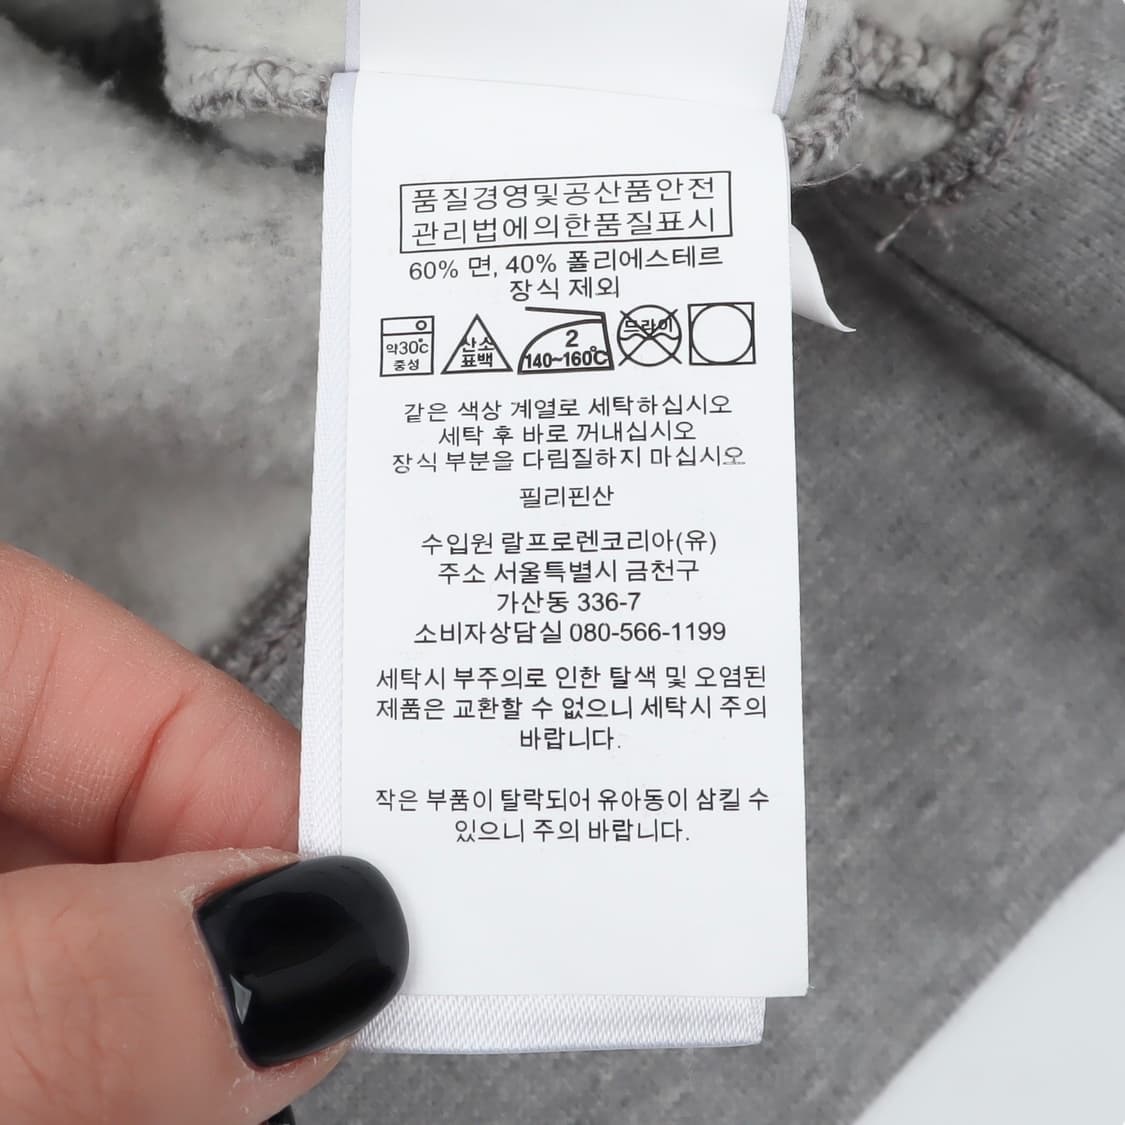 품질경영및공산품안전
관리법에의한품질표시
60% 면, 40% 폴리에스테르
장식 제외
약30℃
중성
산소
표백
2
140~160℃
드라이
같은 색상 계열로 세탁하십시오
세탁 후 바로 꺼내십시오
장식 부분을 다림질하지 마십시오
필리핀산
수입원 랄프로렌코리아(유)
주소 서울특별시 금천구
가산동 336-7
소비자상담실 080-566-1199
세탁시 부주의로 인한 탈색 및 오염된
제품은 교환할 수 없으니 세탁시 주의
바랍니다.
작은 부품이 탈락되어 유아동이 삼킬 수
있으니 주의 바랍니다.